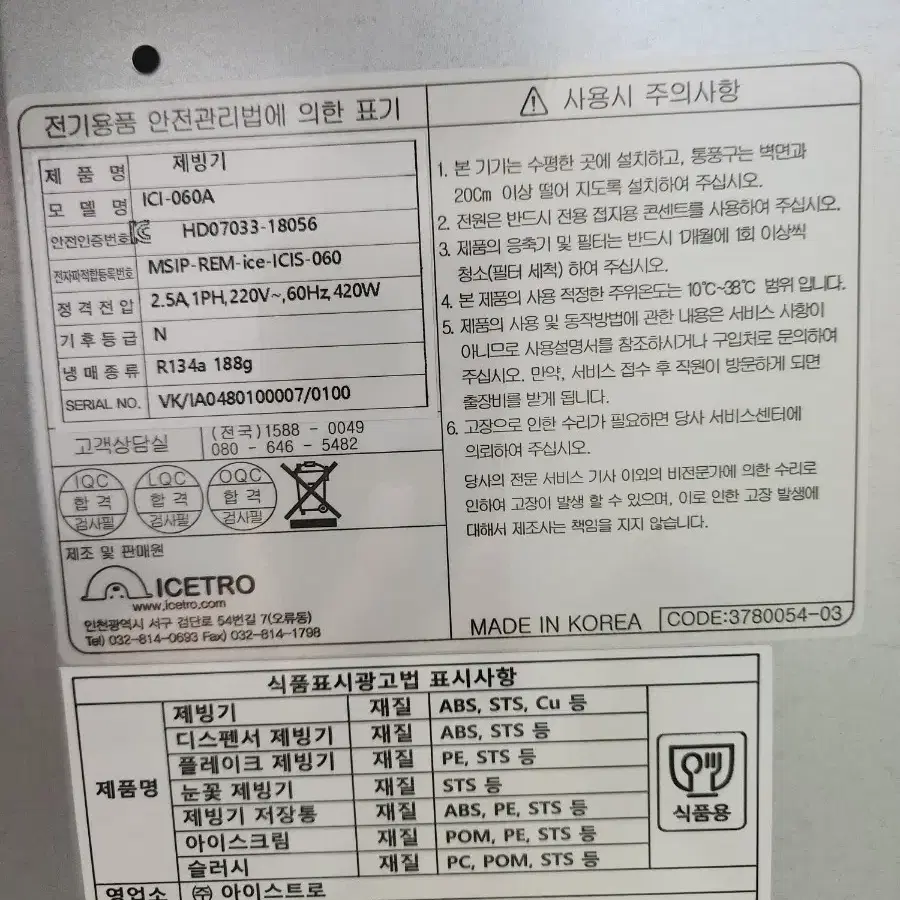 전기용품 안전관리법에 의한 표기
제 품 명 제빙기
모 델 명 ICI-060A
안전인증번호 HD07033-18056
전자파적합등록번호 MSIP-REM-ice-ICIS-060
정 격 전 압 2.5A,1PH,220V~,60Hz,420W
기 후 등 급 N
냉 매 종 류 R134a 188g
SERIAL NO. VK/IA0480100007/0100
고객상담실 (전국)1588 - 0049
080 - 646 - 5482
IQC 합 격 검사필
LQC 합 격 검사필
OQC 합 격 검사필
제조 및 판매원
ICETRO
www.icetro.com
인천광역시 서구 검단로 54번길 7(오류동)
Tel) 032-814-0693 Fax) 032-814-1798
사용시 주의사항
1. 본 기기는 수평한 곳에 설치하고, 통풍구는 벽면과
20Cm 이상 떨어 지도록 설치하여 주십시오.
2. 전원은 반드시 전용 접지용 콘센트를 사용하여 주십시오.
3. 제품의 응축기 및 필터는 반드시 1개월에 1회 이상씩
청소(필터 세척) 하여 주십시오.
4. 본 제품의 사용 적정한 주위온도는 10℃~38℃ 범위 입니다.
5. 제품의 사용 및 동작방법에 관한 내용은 서비스 사항이
아니므로 사용설명서를 참조하시거나 구입처로 문의하여
주십시오. 만약, 서비스 접수 후 직원이 방문하게 되면
출장비를 받게 됩니다.
6. 고장으로 인한 수리가 필요하면 당사 서비스센터에
의뢰하여 주십시오.
당사의 전문 서비스 기사 이외의 비전문가에 의한 수리로
인하여 고장이 발생 할 수 있으며, 이로 인한 고장 발생에
대해서 제조사는 책임을 지지 않습니다.
MADE IN KOREA CODE:3780054-03
식품표시광고법 표시사항
제품명
제빙기 재질 ABS, STS, Cu 등
디스펜서 제빙기 재질 ABS, STS 등
플레이크 제빙기 재질 PE, STS 등
눈꽃 제빙기 재질 STS 등
제빙기 저장통 재질 ABS, PE, STS 등
아이스크림 재질 POM, PE, STS 등
슬러시 재질 PC, POM, STS 등
식품용
영업소 ㈜ 아이스트로